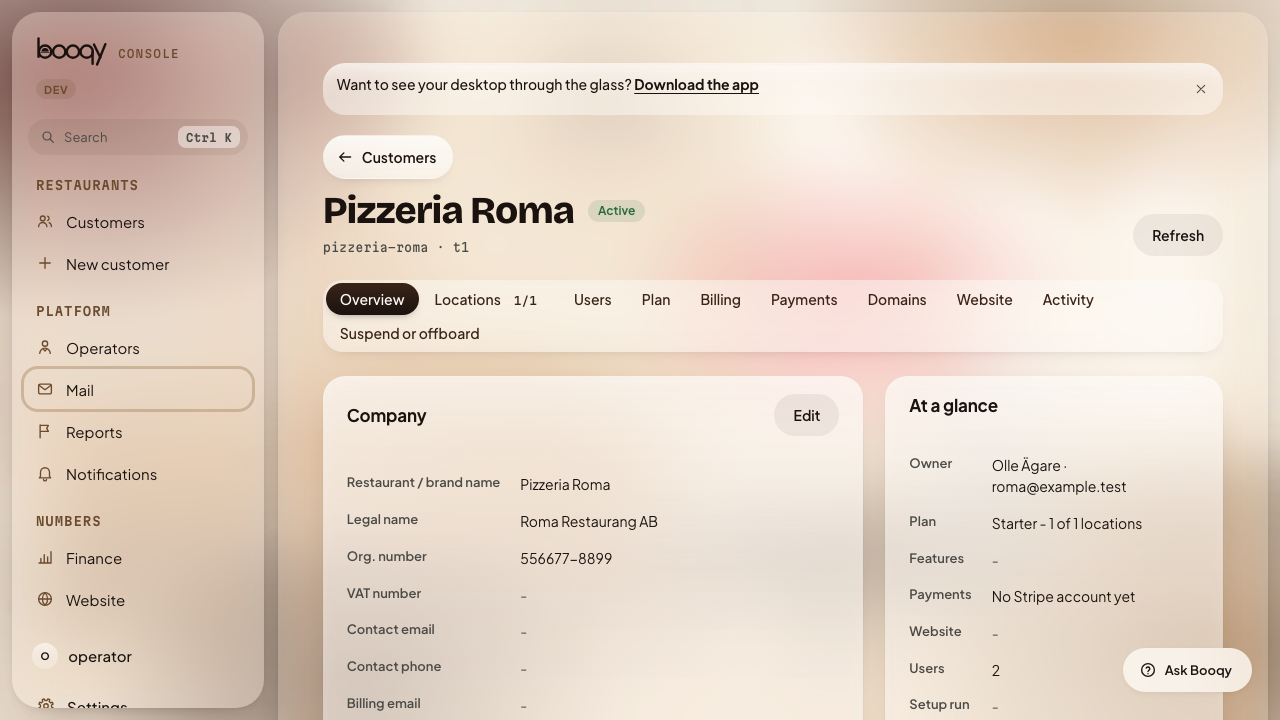 booqy CONSOLE
DEV
Search Ctrl K
RESTAURANTS
Customers
New customer
PLATFORM
Operators
Mail
Reports
Notifications
NUMBERS
Finance
Website
operator
Settings
Want to see your desktop through the glass? Download the app
Customers
Pizzeria Roma Active
pizzeria-roma · t1
Refresh
Overview Locations 1/1 Users Plan Billing Payments Domains Website Activity
Suspend or offboard
Company Edit
Restaurant / brand name Pizzeria Roma
Legal name Roma Restaurang AB
Org. number 556677-8899
VAT number -
Contact email -
Contact phone -
Billing email -
At a glance
Owner Olle Ägare ·
roma@example.test
Plan Starter - 1 of 1 locations
Features -
Payments No Stripe account yet
Website -
Users 2
Setup run -
Ask Booqy